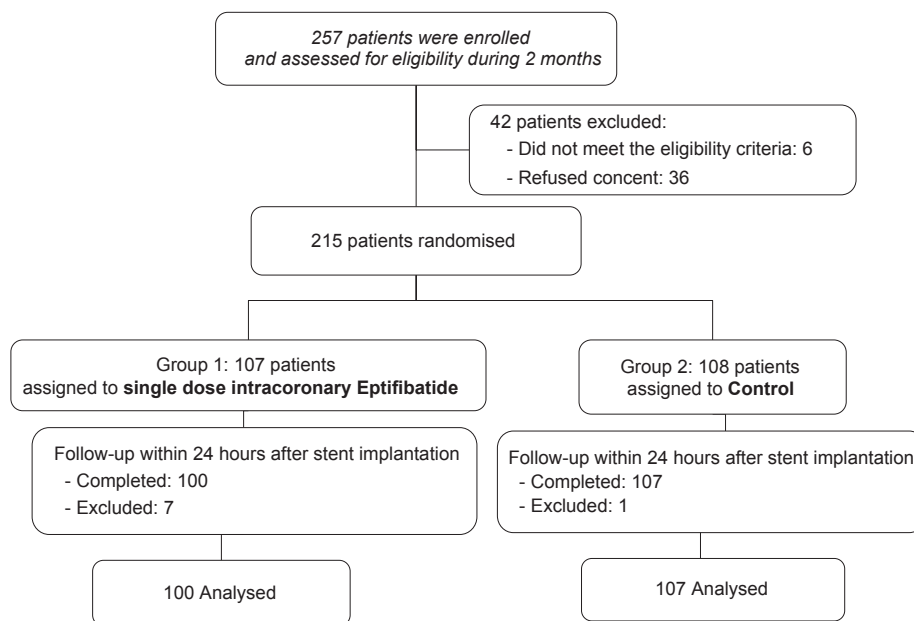 257 patients were enrolled
and assessed for eligibility during 2 months
42 patients excluded:
- Did not meet the eligibility criteria: 6
- Refused concent: 36
215 patients randomised
Group 1: 107 patients
assigned to single dose intracoronary Eptifibatide
Group 2: 108 patients
assigned to Control
Follow-up within 24 hours after stent implantation
- Completed: 100
- Excluded: 7
Follow-up within 24 hours after stent implantation
- Completed: 107
- Excluded: 1
100 Analysed
107 Analysed